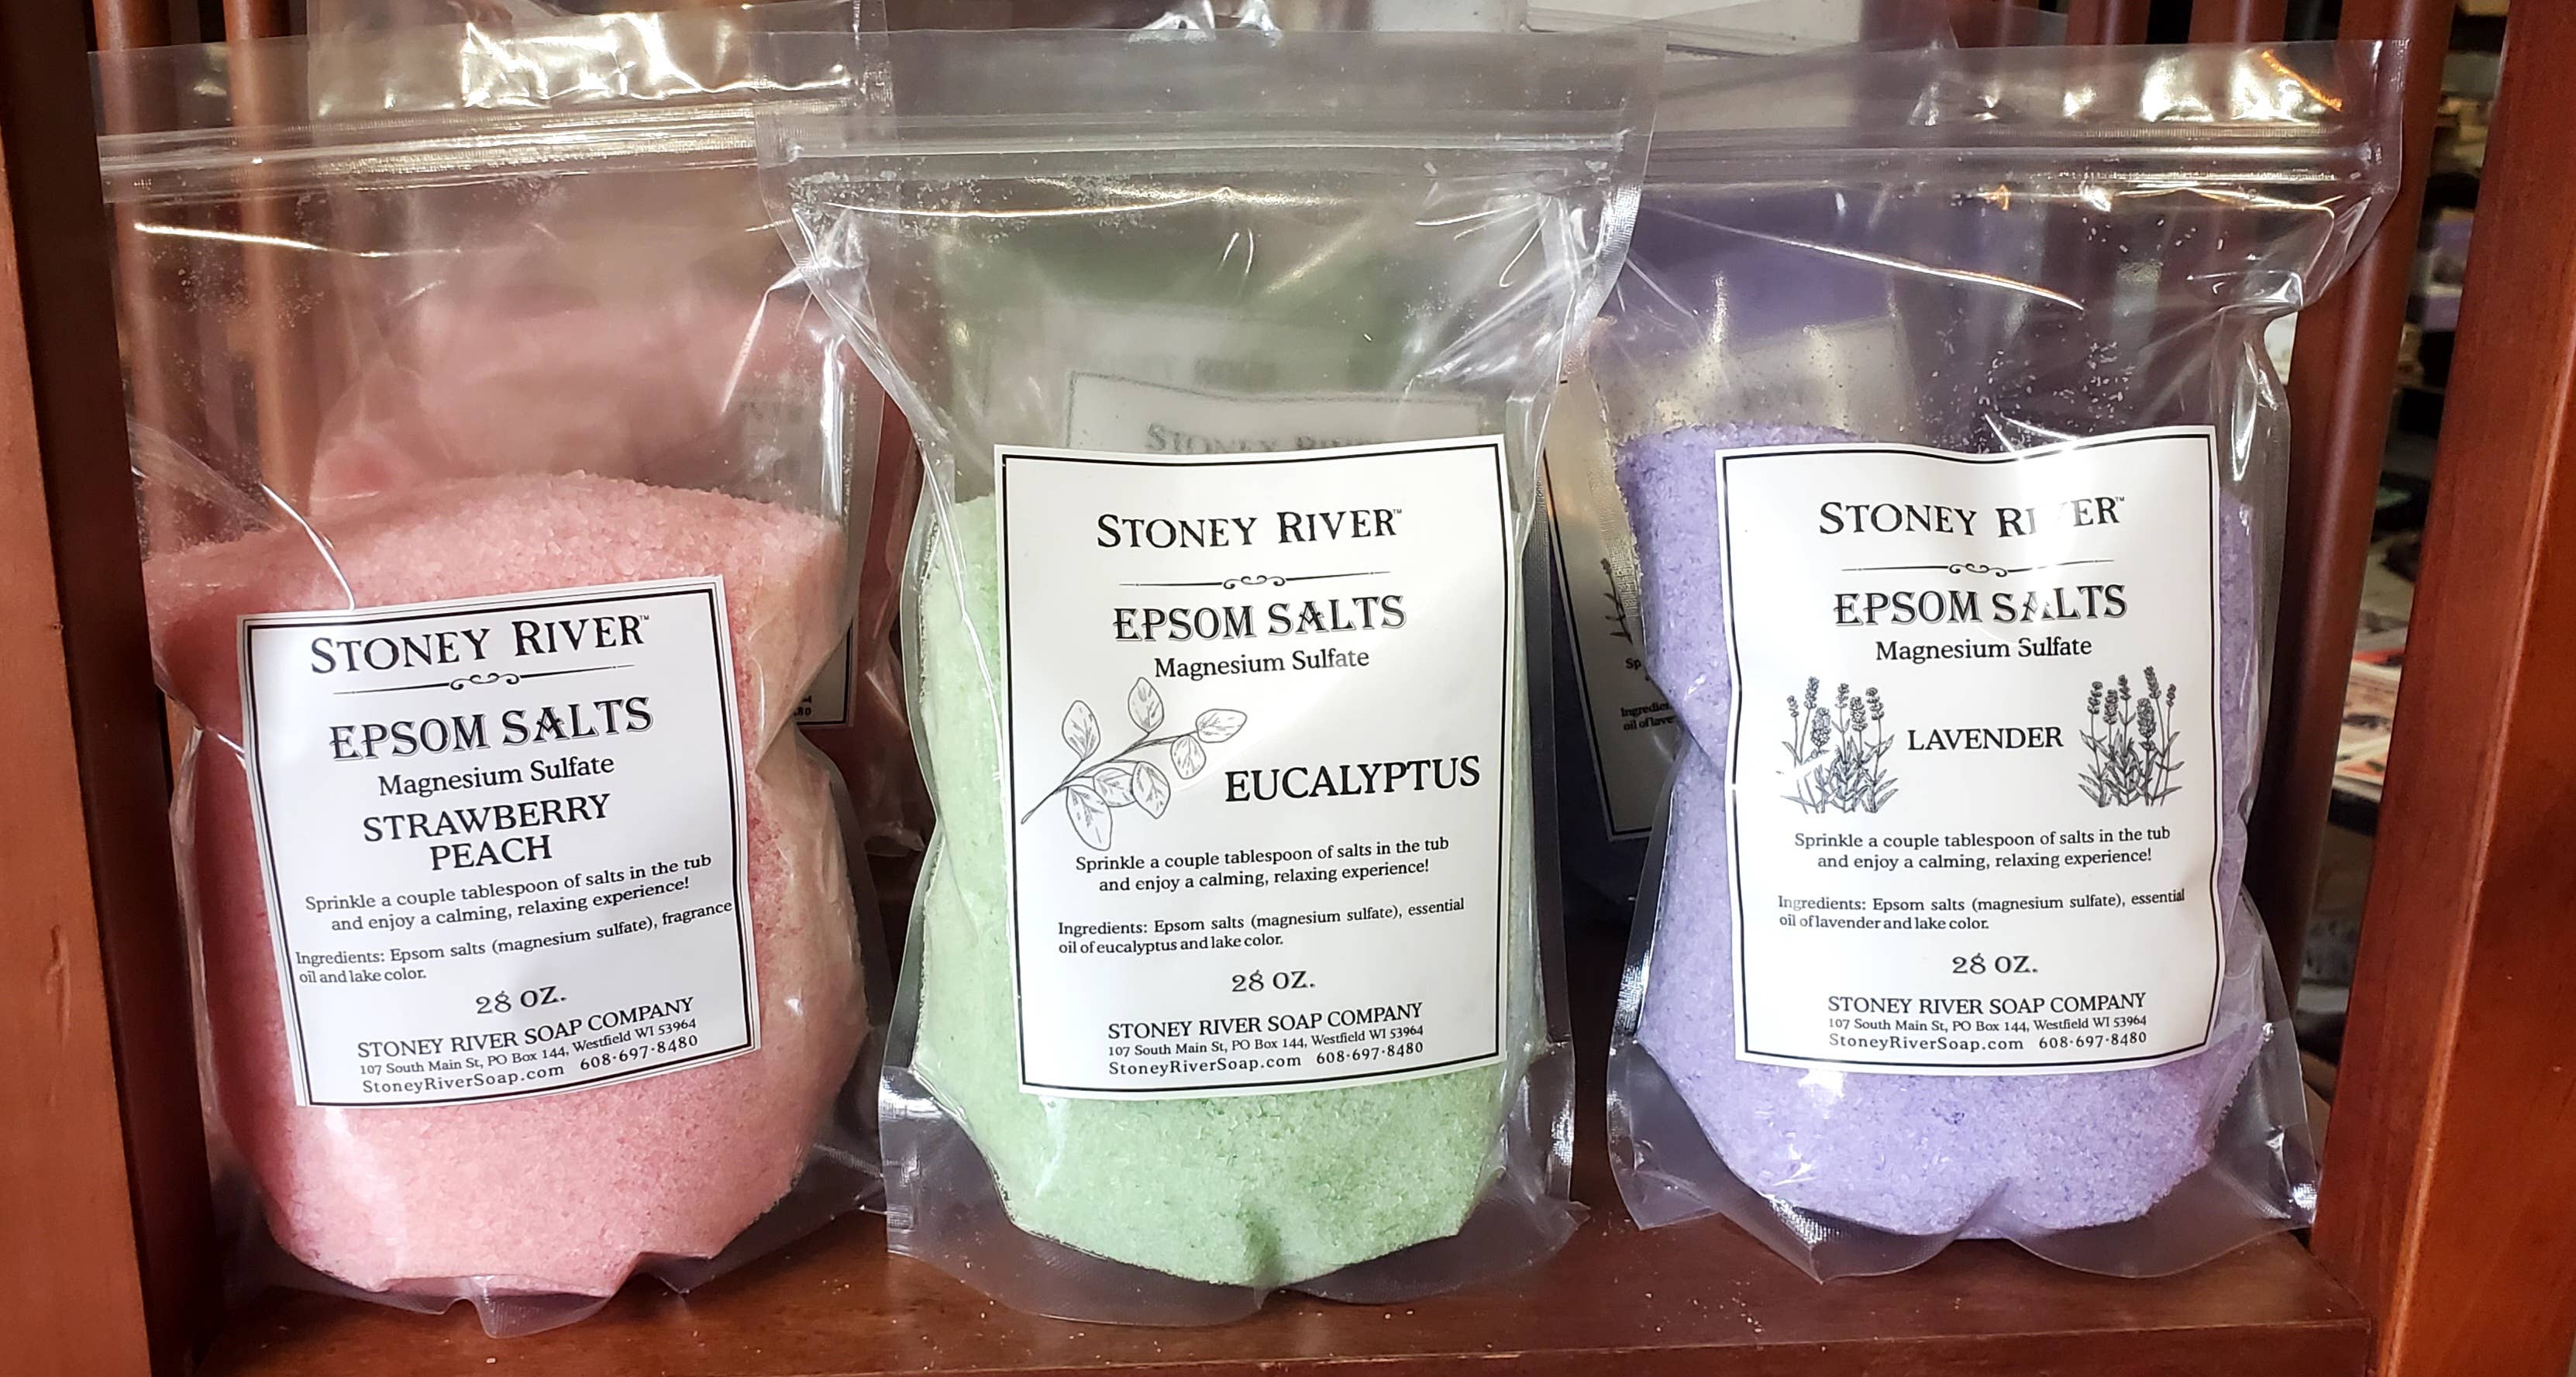 STONEY RIVER™
EPSOM SALTS
Magnesium Sulfate
STRAWBERRY
PEACH
Sprinkle a couple tablespoon of salts in the tub
and enjoy a calming, relaxing experience!
Ingredients: Epsom salts (magnesium sulfate), fragrance
oil and lake color.
28 OZ.
STONEY RIVER SOAP COMPANY
107 South Main St, PO Box 144, Westfield WI 53964
StoneyRiverSoap.com 608·697·8480
STONEY RIVER™
EPSOM SALTS
Magnesium Sulfate
EUCALYPTUS
Sprinkle a couple tablespoon of salts in the tub
and enjoy a calming, relaxing experience!
Ingredients: Epsom salts (magnesium sulfate), essential
oil of eucalyptus and lake color.
28 OZ.
STONEY RIVER SOAP COMPANY
107 South Main St, PO Box 144, Westfield WI 53964
StoneyRiverSoap.com 608·697·8480
STONEY RIVER™
EPSOM SALTS
Magnesium Sulfate
LAVENDER
Sprinkle a couple tablespoon of salts in the tub
and enjoy a calming, relaxing experience!
Ingredients: Epsom salts (magnesium sulfate), essential
oil of lavender and lake color.
28 OZ.
STONEY RIVER SOAP COMPANY
107 South Main St, PO Box 144, Westfield WI 53964
StoneyRiverSoap.com 608·697·8480
STONEY RIVER